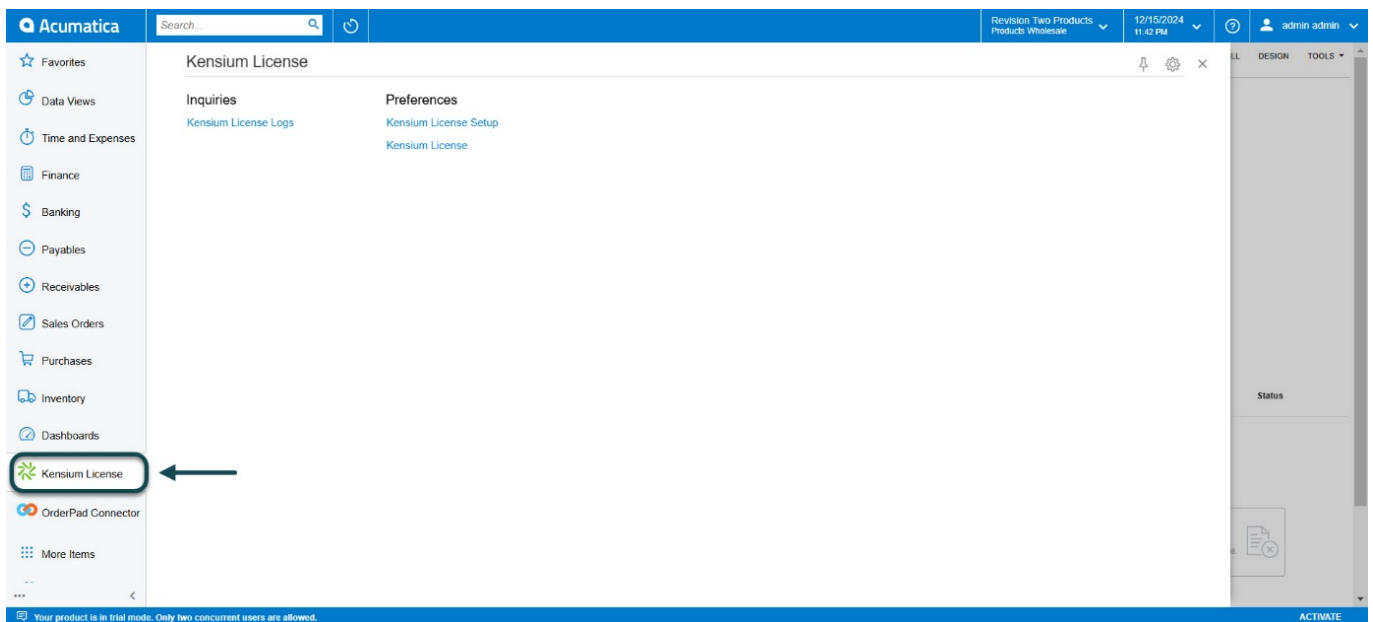 Acumatica
Search...
Revision Two Products
Products Wholesale
12/15/2024
11:42 PM
admin admin
Favorites
Data Views
Time and Expenses
Finance
Banking
Payables
Receivables
Sales Orders
Purchases
Inventory
Dashboards
Kensium License
OrderPad Connector
More Items
Kensium License
Inquiries
Kensium License Logs
Preferences
Kensium License Setup
Kensium License
LL DESIGN TOOLS
Status
e.
Your product is in trial mode. Only two concurrent users are allowed.
ACTIVATE